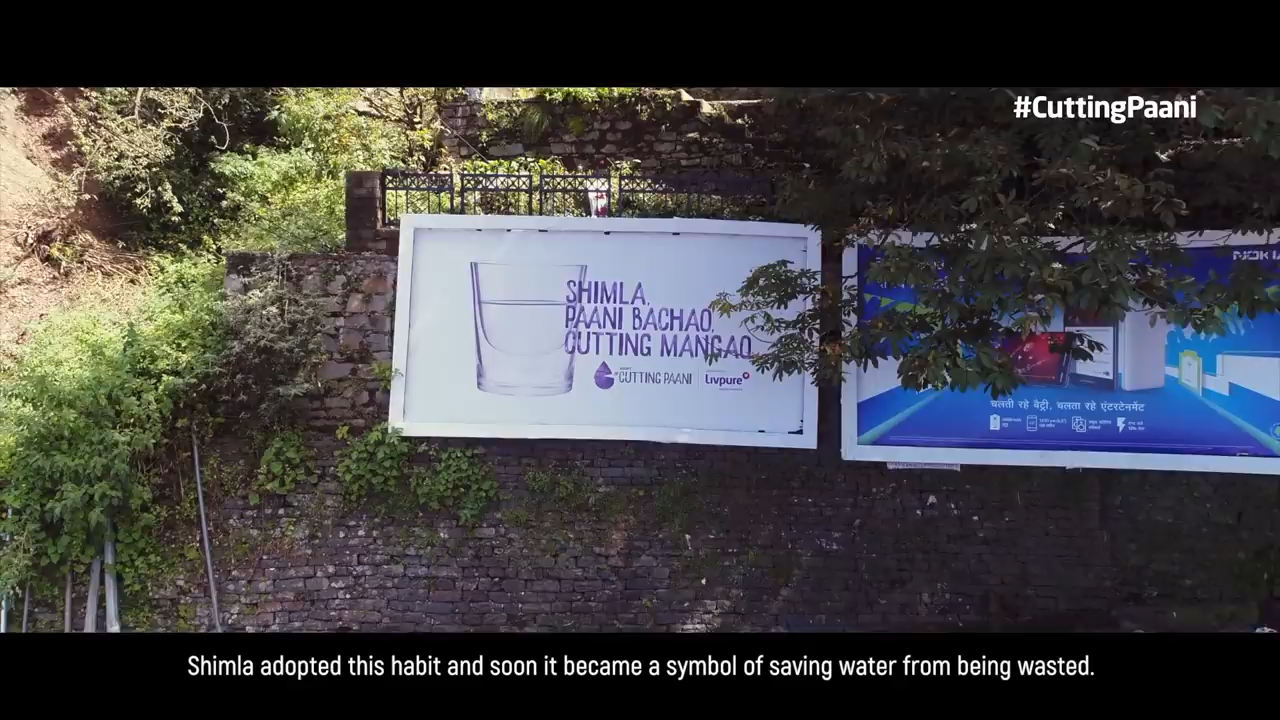 #CuttingPaani
SHIMLA,
PAANI BACHAO,
CUTTING MANGAO
#CUTTING PAANI
Livpure
NOKIA
चलती रहे बैट्री, चलता रहे एंटरटेनमेंट
Shimla adopted this habit and soon it became a symbol of saving water from being wasted.